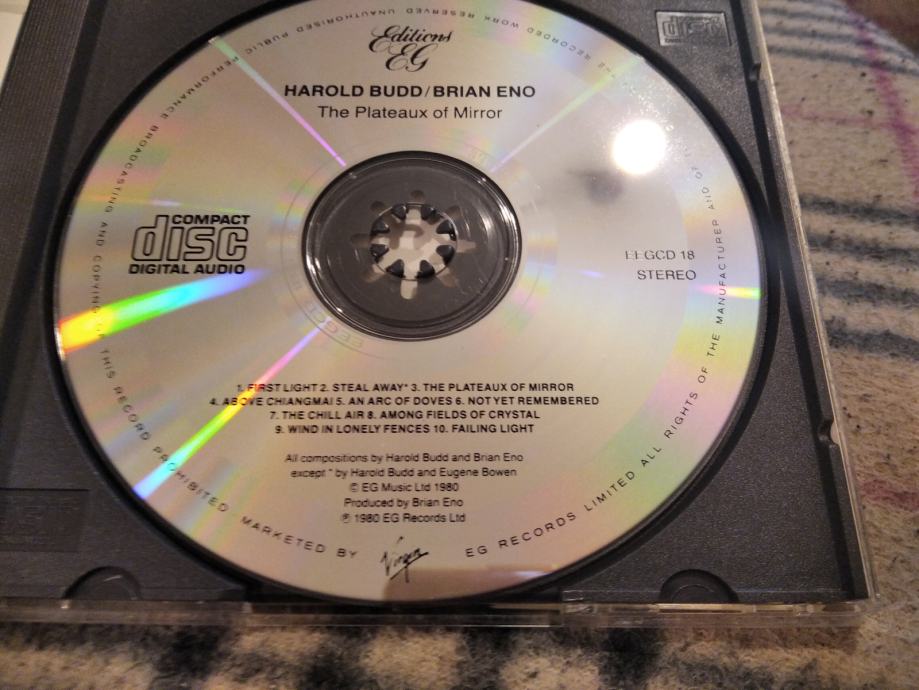 Editions
EG
HAROLD BUDD/BRIAN ENO
The Plateaux of Mirror
COMPACT
disc
DIGITAL AUDIO
EEGCD 18
STEREO
1. FIRST LIGHT 2. STEAL AWAY* 3. THE PLATEAUX OF MIRROR
4. ABOVE CHIANGMAI 5. AN ARC OF DOVES 6. NOT YET REMEMBERED
7. THE CHILL AIR 8. AMONG FIELDS OF CRYSTAL
9. WIND IN LONELY FENCES 10. FAILING LIGHT
All compositions by Harold Budd and Brian Eno
except * by Harold Budd and Eugene Bowen
© EG Music Ltd 1980
Produced by Brian Eno
℗ 1980 EG Records Ltd
MARKETED BY Virgin EG RECORDS LIMITED ALL RIGHTS OF THE MANUFACTURER AND OF THE RECORDED WORK RESERVED UNAUTHORISED PUBLIC PERFORMANCE BROADCASTING AND COPYING OF THIS RECORD PROHIBITED
disc